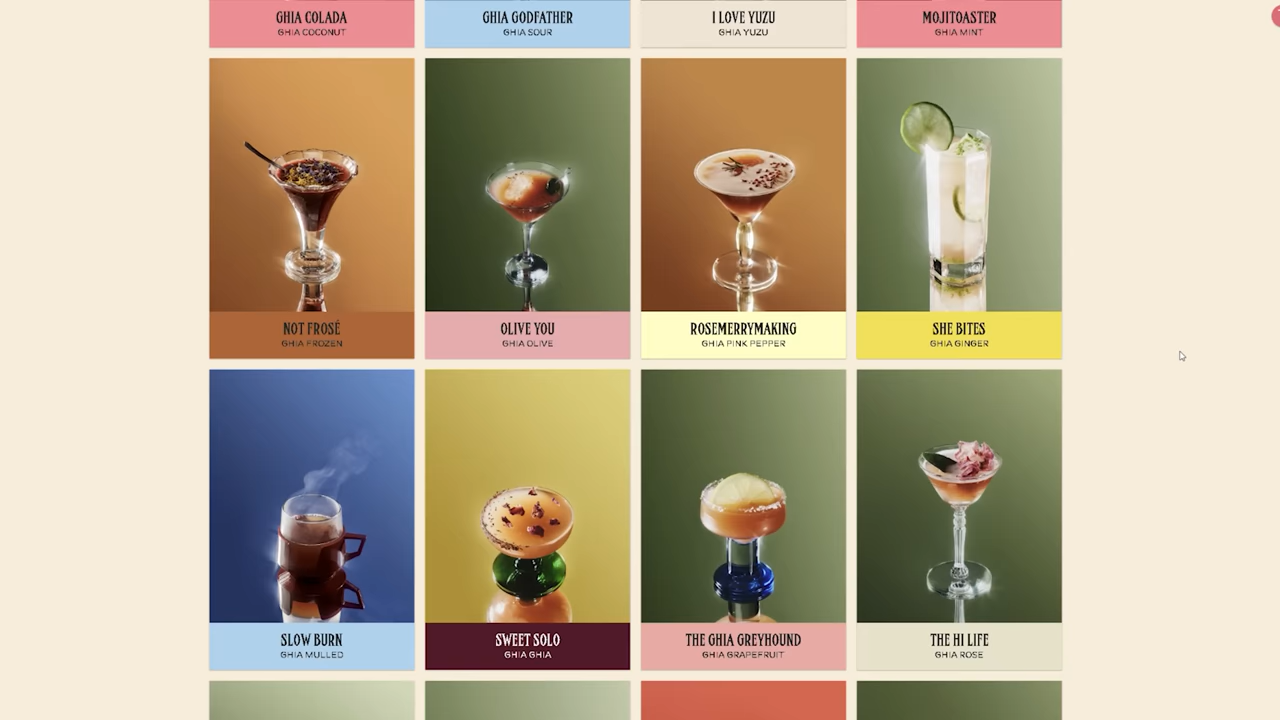 GHIA COLADA
GHIA COCONUT
GHIA GODFATHER
GHIA SOUR
I LOVE YUZU
GHIA YUZU
MOJITOASTER
GHIA MINT
NOT FROSÉ
GHIA FROZEN
OLIVE YOU
GHIA OLIVE
ROSEMERRYMAKING
GHIA PINK PEPPER
SHE BITES
GHIA GINGER
SLOW BURN
GHIA MULLED
SWEET SOLO
GHIA GHIA
THE GHIA GREYHOUND
GHIA GRAPEFRUIT
THE HI LIFE
GHIA ROSE